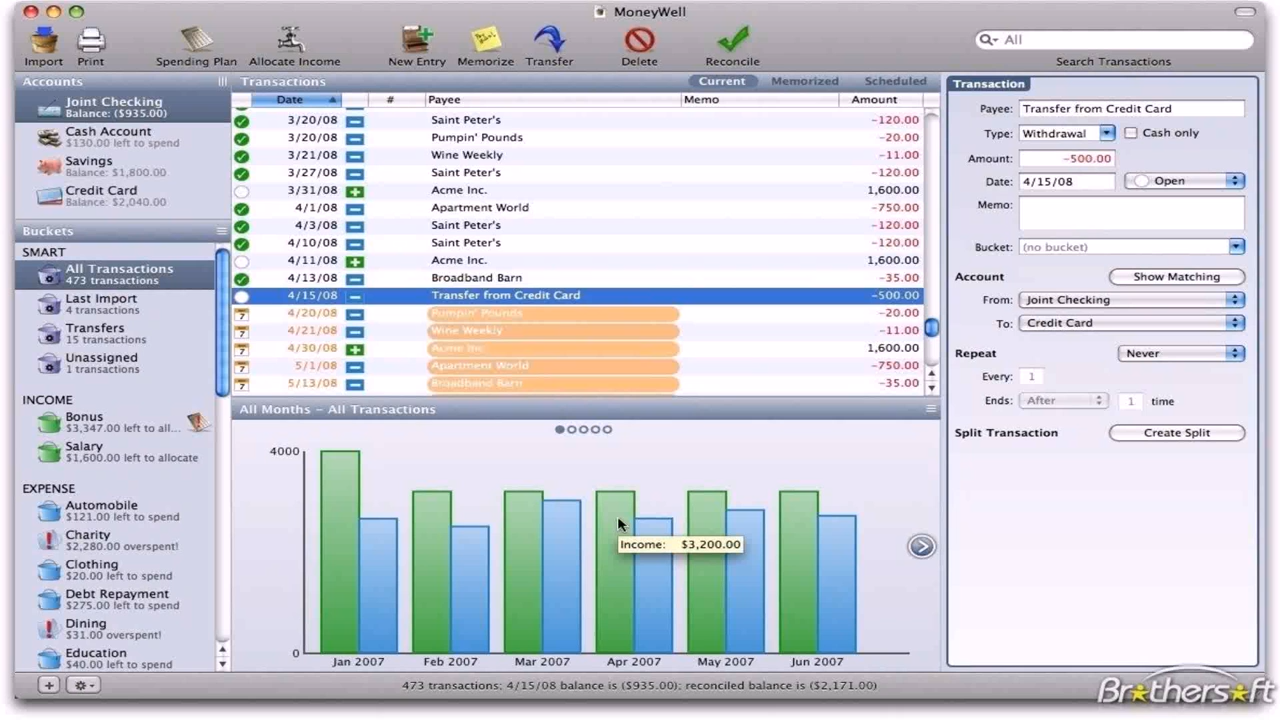 MoneyWell
Import Print Spending Plan Allocate Income New Entry Memorize Transfer Delete Reconcile
All
Search Transactions
Accounts
Joint Checking
Balance: ($935.00)
Cash Account
$130.00 left to spend
Savings
Balance: $1,800.00
Credit Card
Balance: $2,040.00
Buckets
SMART
All Transactions
473 transactions
Last Import
4 transactions
Transfers
15 transactions
Unassigned
1 transactions
INCOME
Bonus
$3,347.00 left to all...
Salary
$1,600.00 left to allocate
EXPENSE
Automobile
$121.00 left to spend
Charity
$2,280.00 overspent!
Clothing
$20.00 left to spend
Debt Repayment
$275.00 left to spend
Dining
$31.00 overspent!
Education
$40.00 left to spend
Transactions Current Memorized Scheduled
Date # Payee Memo Amount
3/20/08 Saint Peter's -120.00
3/20/08 Pumpin' Pounds -20.00
3/21/08 Wine Weekly -11.00
3/27/08 Saint Peter's -120.00
3/31/08 Acme Inc. 1,600.00
4/1/08 Apartment World -750.00
4/3/08 Saint Peter's -120.00
4/10/08 Saint Peter's -120.00
4/11/08 Acme Inc. 1,600.00
4/13/08 Broadband Barn -35.00
4/15/08 Transfer from Credit Card -500.00
7 4/20/08 Pumpin' Pounds -20.00
7 4/21/08 Wine Weekly -11.00
7 4/30/08 Acme Inc. 1,600.00
7 5/1/08 Apartment World -750.00
7 5/13/08 Broadband Barn -35.00
All Months – All Transactions
4000
Income: $3,200.00
0
Jan 2007 Feb 2007 Mar 2007 Apr 2007 May 2007 Jun 2007
473 transactions; 4/15/08 balance is ($935.00); reconciled balance is ($2,171.00)
Transaction
Payee: Transfer from Credit Card
Type: Withdrawal Cash only
Amount: -500.00
Date: 4/15/08 Open
Memo:
Bucket: (no bucket)
Account Show Matching
From: Joint Checking
To: Credit Card
Repeat Never
Every: 1
Ends: After 1 time
Split Transaction Create Split
Brothersoft